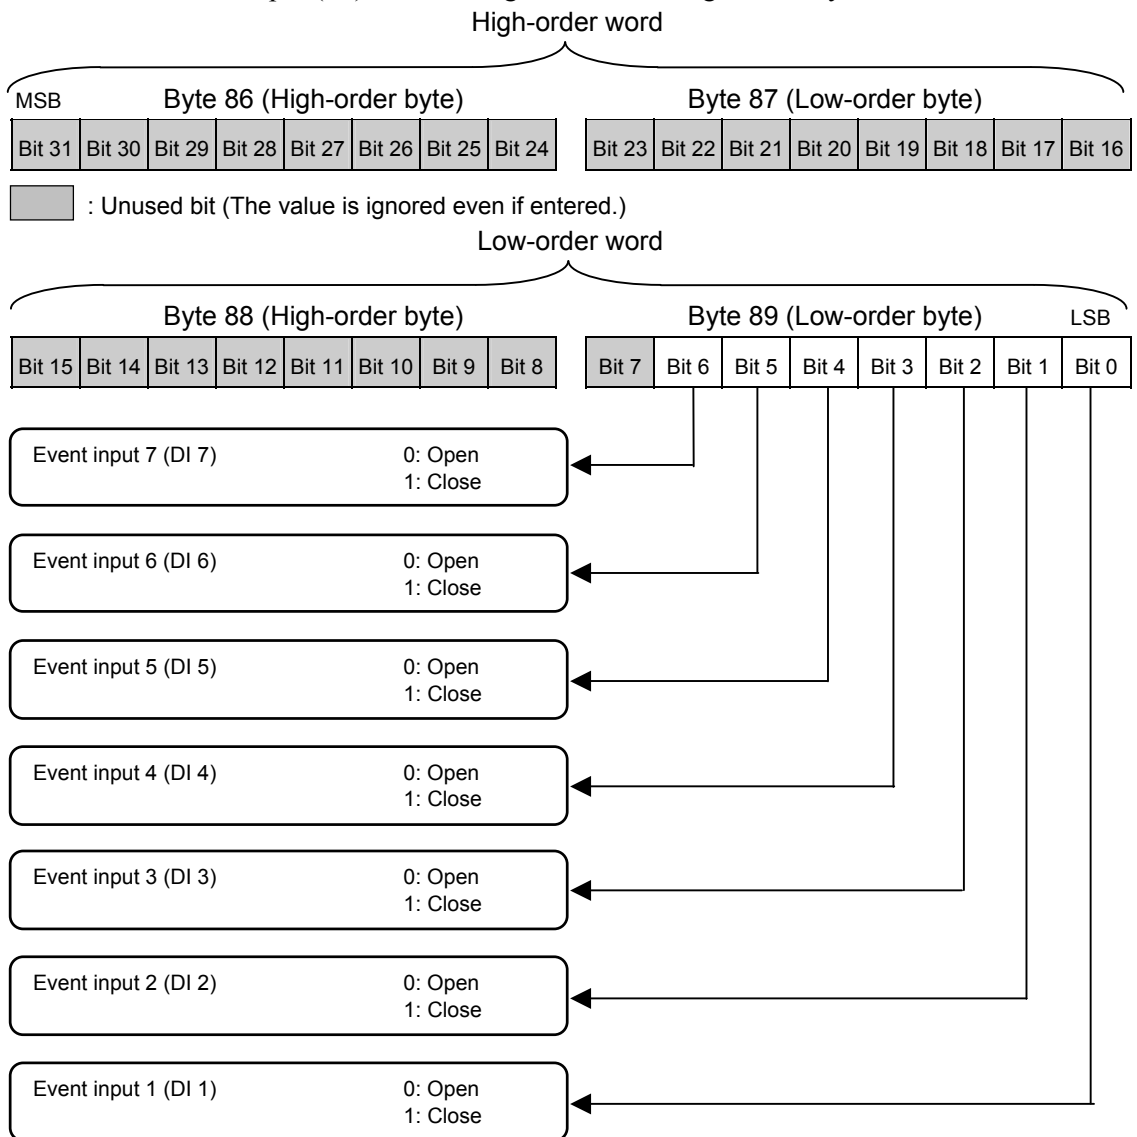 High-order word
MSB Byte 86 (High-order byte) Byte 87 (Low-order byte)
Bit 31 Bit 30 Bit 29 Bit 28 Bit 27 Bit 26 Bit 25 Bit 24 Bit 23 Bit 22 Bit 21 Bit 20 Bit 19 Bit 18 Bit 17 Bit 16
: Unused bit (The value is ignored even if entered.)
Low-order word
Byte 88 (High-order byte) Byte 89 (Low-order byte) LSB
Bit 15 Bit 14 Bit 13 Bit 12 Bit 11 Bit 10 Bit 9 Bit 8 Bit 7 Bit 6 Bit 5 Bit 4 Bit 3 Bit 2 Bit 1 Bit 0
Event input 7 (DI 7) 0: Open
1: Close
Event input 6 (DI 6) 0: Open
1: Close
Event input 5 (DI 5) 0: Open
1: Close
Event input 4 (DI 4) 0: Open
1: Close
Event input 3 (DI 3) 0: Open
1: Close
Event input 2 (DI 2) 0: Open
1: Close
Event input 1 (DI 1) 0: Open
1: Close